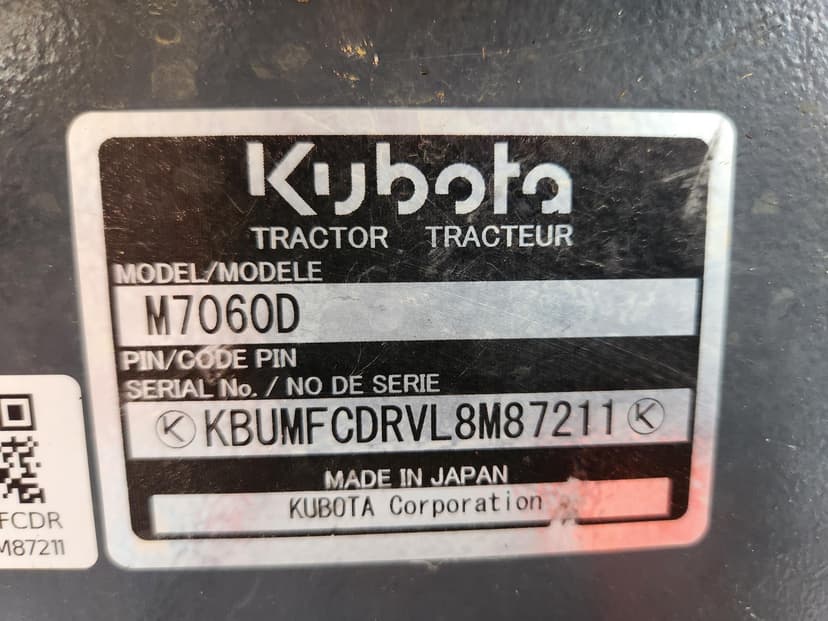 Kubota
TRACTOR TRACTEUR
MODEL/MODELE
M7060D
PIN/CODE PIN
SERIAL No. / NO DE SERIE
K KBUMFCDRVL8M87211 K
MADE IN JAPAN
KUBOTA Corporation
FCDR
M87211